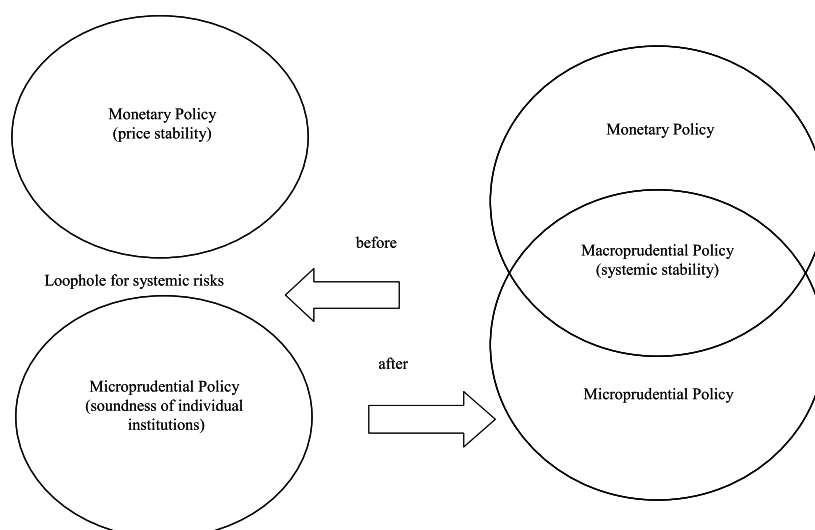 Monetary Policy
(price stability)
Loophole for systemic risks
Microprudential Policy
(soundness of individual
institutions)
before
after
Monetary Policy
Macroprudential Policy
(systemic stability)
Microprudential Policy